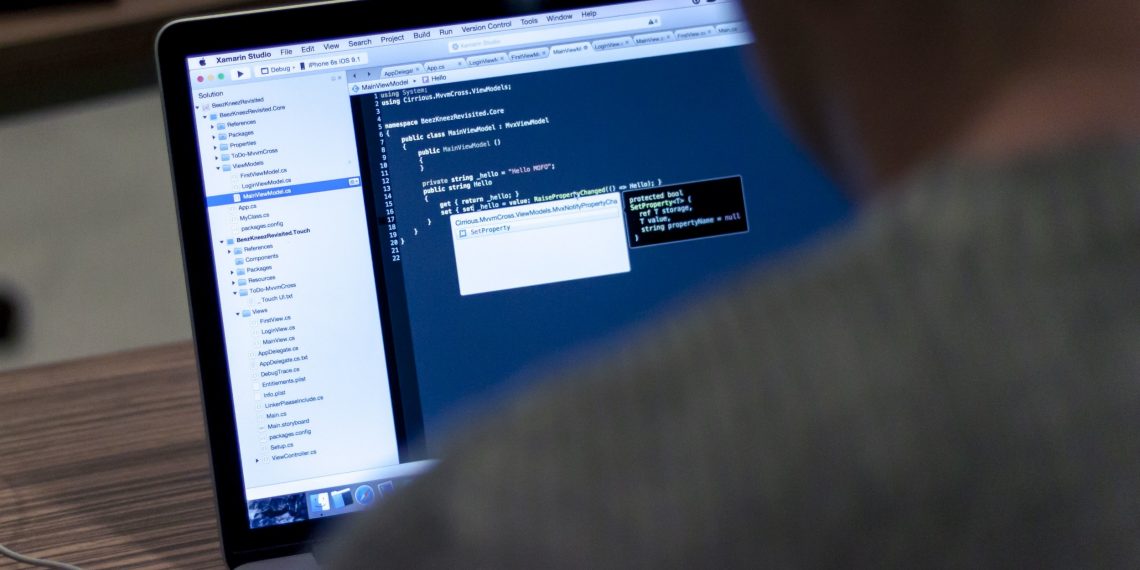 Xamarin Studio File Edit View Search Project Build Run Version Control Tools Window Help
Debug iPhone 6s iOS 9.1
Xamarin Studio
AppDelegat App.cs LoginView FirstViewM MainViewM LoginView. MainView.c FirstView.c Main.cs
MainViewModel Hello
Solution
BeezKneezRevisited
BeezKneezRevisited.Core
References
Packages
Properties
ToDo-MvvmCross
ViewModels
FirstViewModel.cs
LoginViewModel.cs
MainViewModel.cs
App.cs
MyClass.cs
packages.config
BeezKneezRevisited.Touch
References
Components
Packages
Resources
ToDo-MvvmCross
_ Touch UI.txt
Views
FirstView.cs
LoginView.cs
MainView.cs
AppDelegate.cs
AppDelegate.cs.txt
DebugTrace.cs
Entitlements.plist
Info.plist
LinkerPleaseInclude.cs
Main.cs
Main.storyboard
packages.config
Setup.cs
ViewController.cs
1 using System;
2 using Cirrious.MvvmCross.ViewModels;
3
4
5 namespace BeezKneezRevisited.Core
6 {
7 public class MainViewModel : MvxViewModel
8 {
9 public MainViewModel ()
10 {
11 }
12 private string _hello = "Hello MOFO";
13 public string Hello
14 {
15 get { return _hello; }
16 set { set _hello = value; RaisePropertyChanged(() => Hello); }
17 }
18
19 }
20 }
21
22
Cirrious.MvvmCross.ViewModels.MvxNotifyPropertyCha
SetProperty
protected bool
SetProperty<T> (
ref T storage,
T value,
string propertyName = null
)